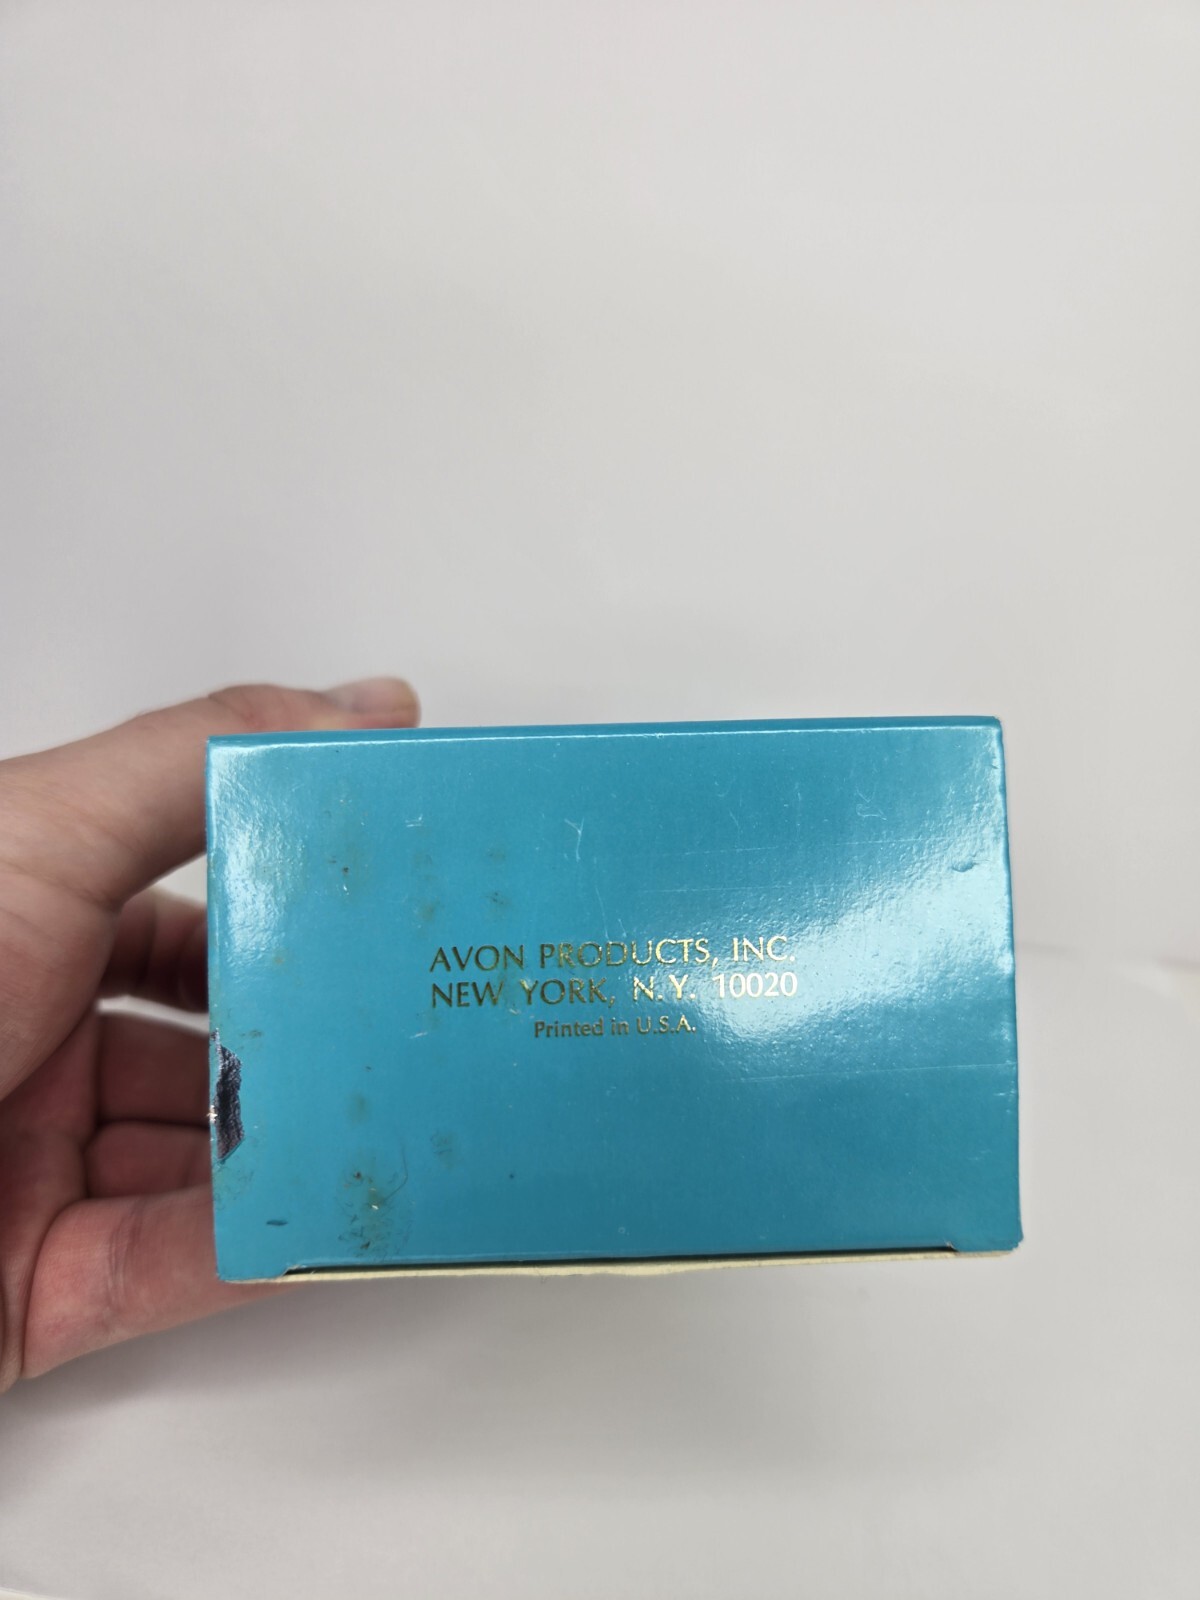 AVON PRODUCTS, INC.
NEW YORK, N.Y. 10020
Printed in U.S.A.